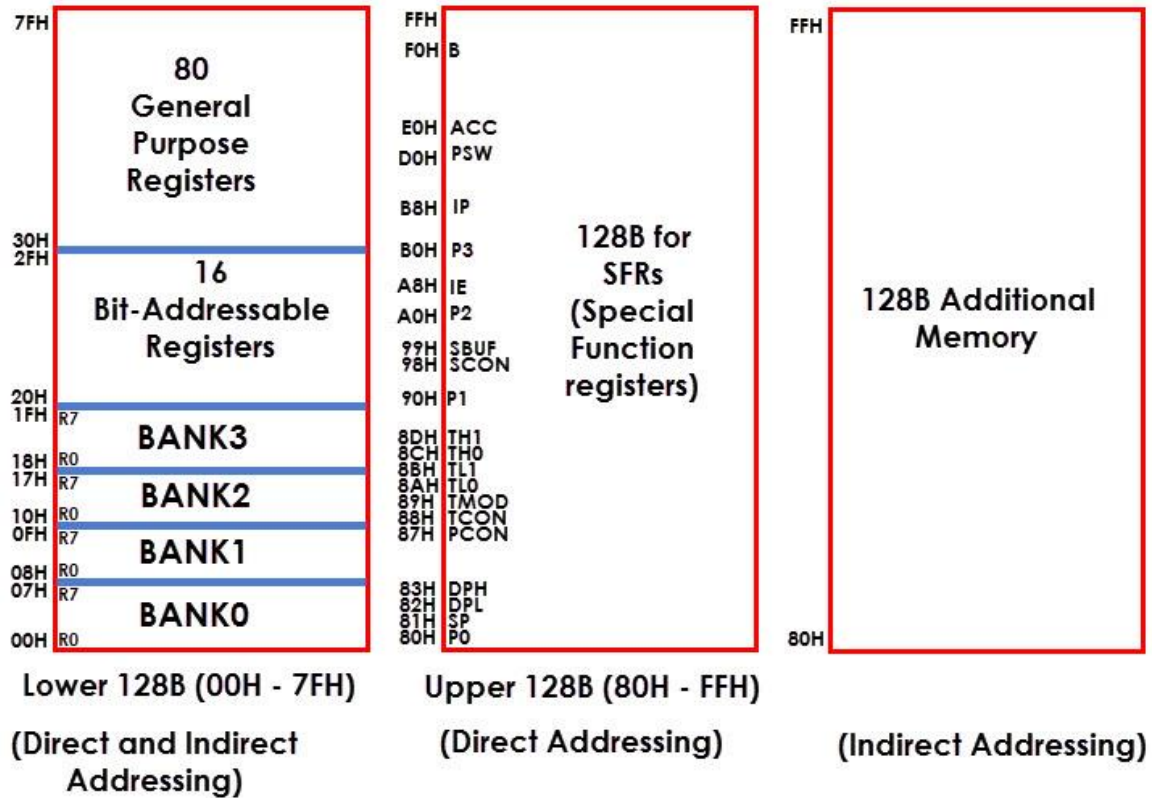 7FH
80
General
Purpose
Registers
30H
2FH
16
Bit-Addressable
Registers
20H
1FH R7
BANK3
18H R0
17H R7
BANK2
10H R0
0FH R7
BANK1
08H R0
07H R7
BANK0
00H R0
Lower 128B (00H - 7FH)
(Direct and Indirect
Addressing)
FFH
F0H B
E0H ACC
D0H PSW
B8H IP
B0H P3
A8H IE
A0H P2
99H SBUF
98H SCON
90H P1
8DH TH1
8CH TH0
8BH TL1
8AH TL0
89H TMOD
88H TCON
87H PCON
83H DPH
82H DPL
81H SP
80H P0
128B for
SFRs
(Special
Function
registers)
Upper 128B (80H - FFH)
(Direct Addressing)
FFH
128B Additional
Memory
80H
(Indirect Addressing)